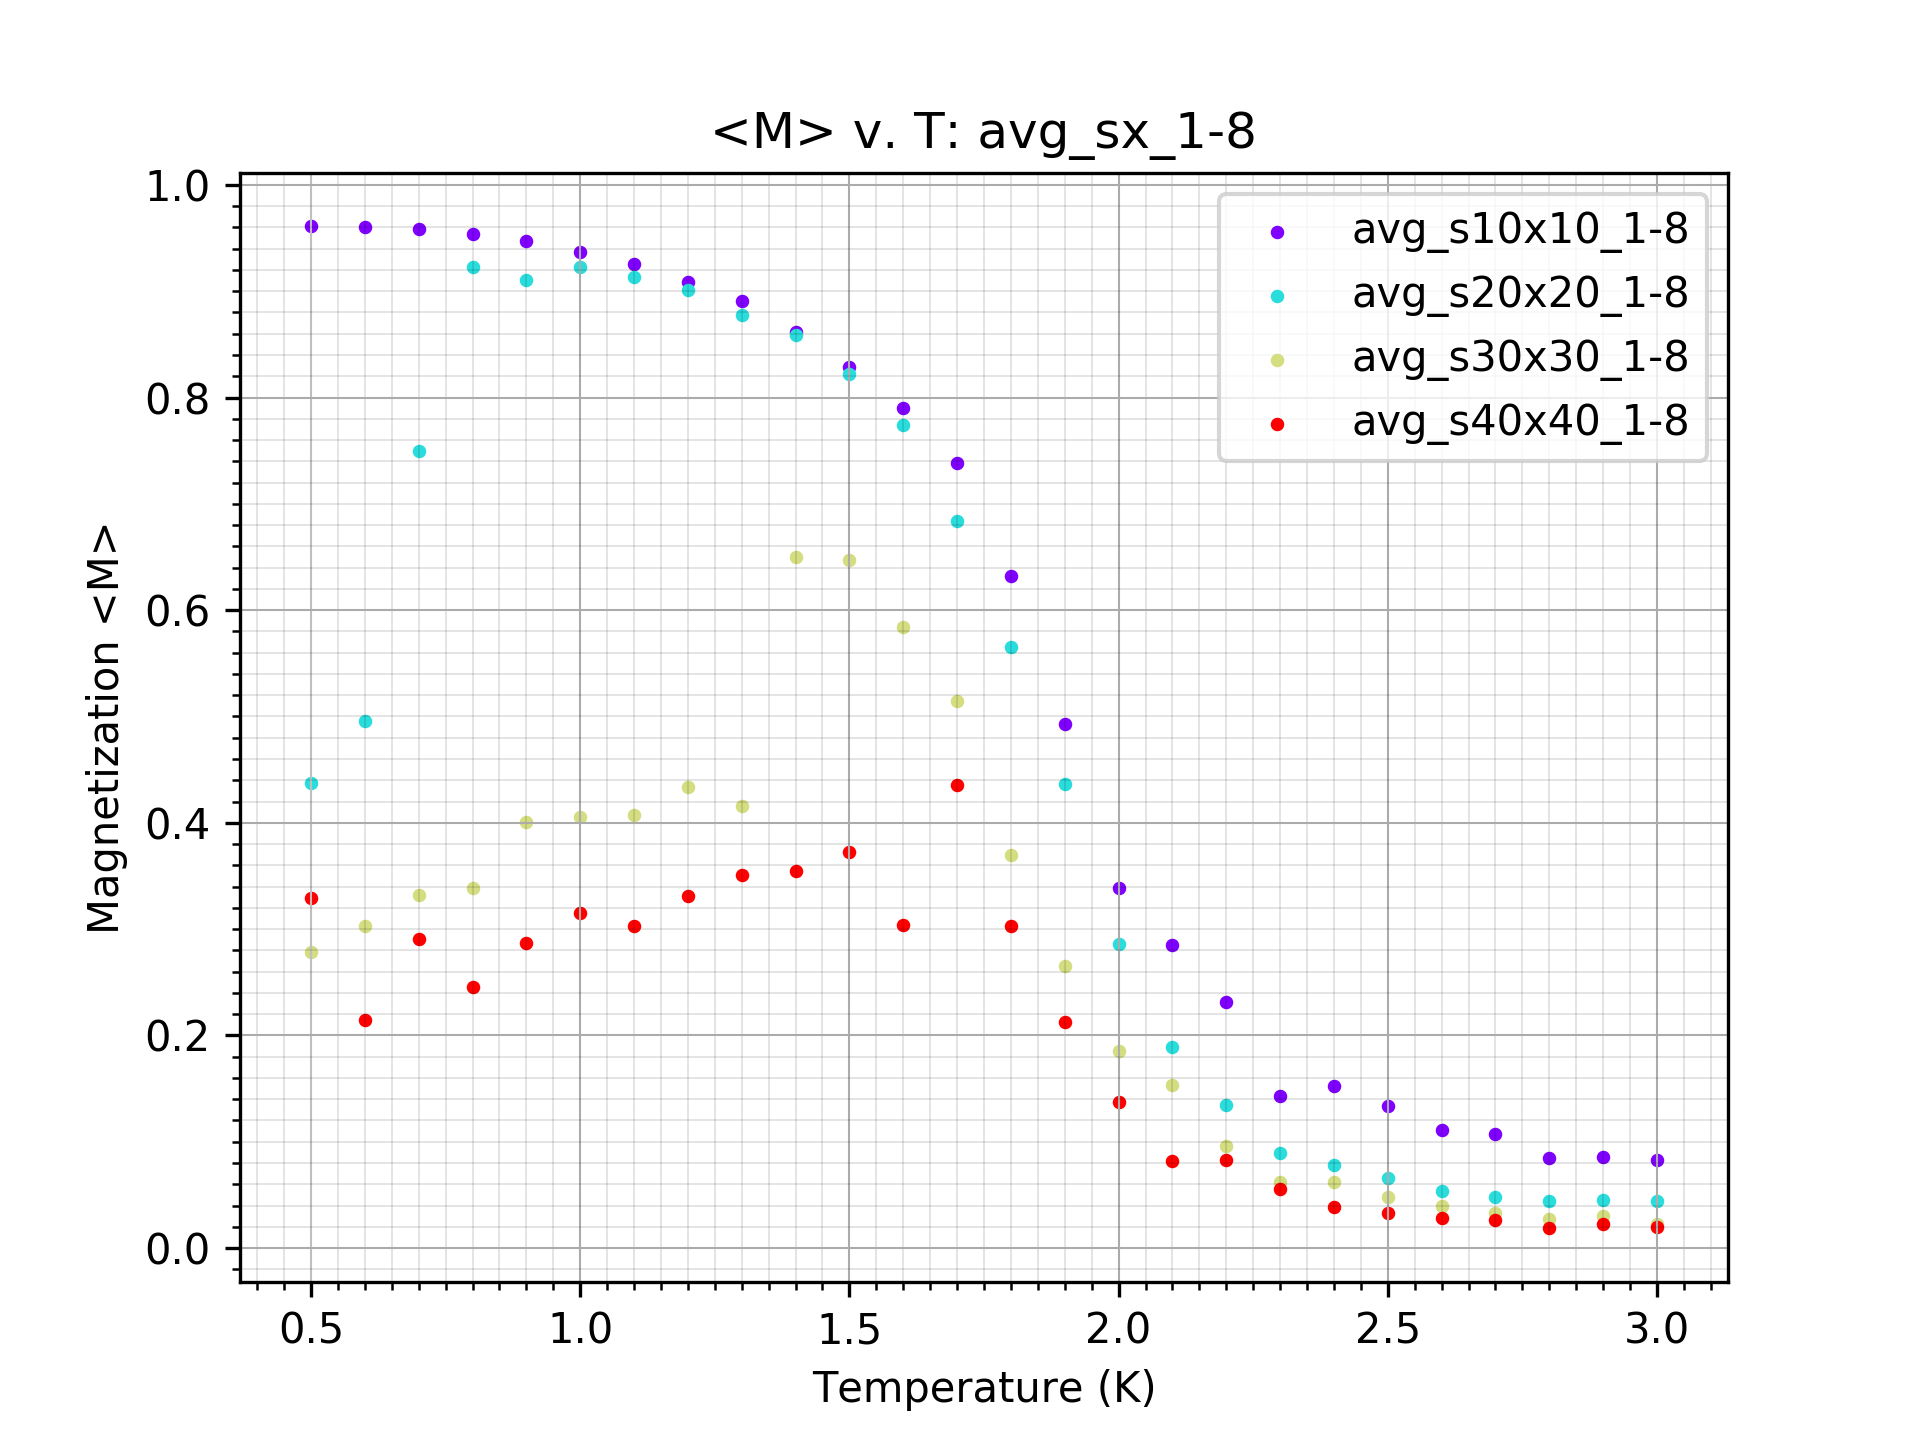 <M> v. T: avg_sx_1-8
1.0
0.8
0.6
0.4
0.2
0.0
Magnetization <M>
avg_s10x10_1-8
avg_s20x20_1-8
avg_s30x30_1-8
avg_s40x40_1-8
0.5 1.0 1.5 2.0 2.5 3.0
Temperature (K)